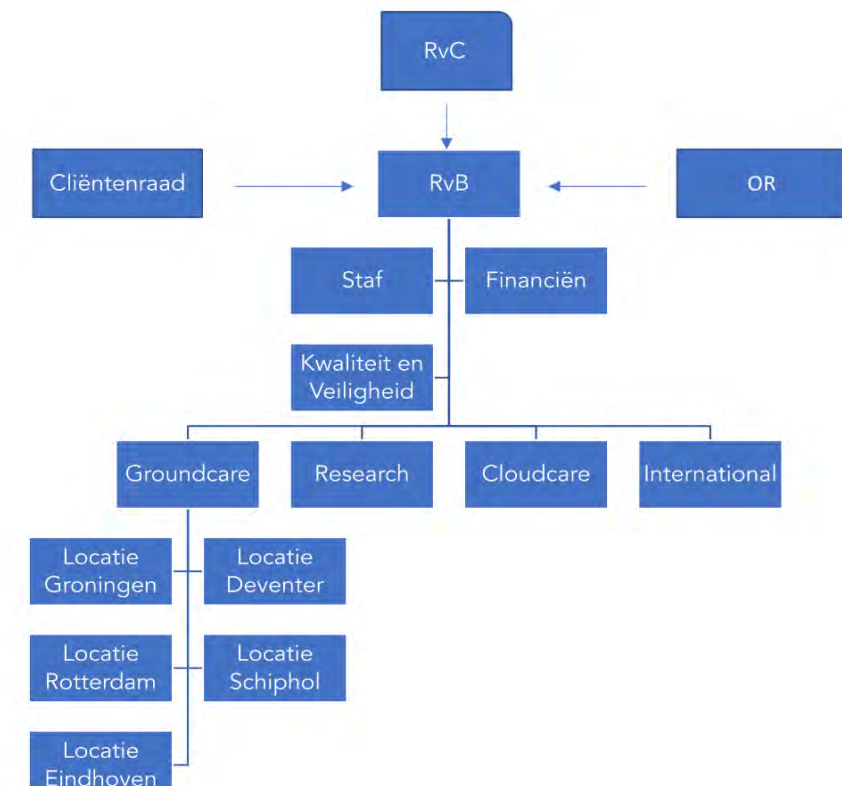 RvC
Cliëntenraad
RvB
OR
Staf
Financiën
Kwaliteit en
Veiligheid
Groundcare
Research
Cloudcare
International
Locatie
Groningen
Locatie
Deventer
Locatie
Rotterdam
Locatie
Schiphol
Locatie
Eindhoven